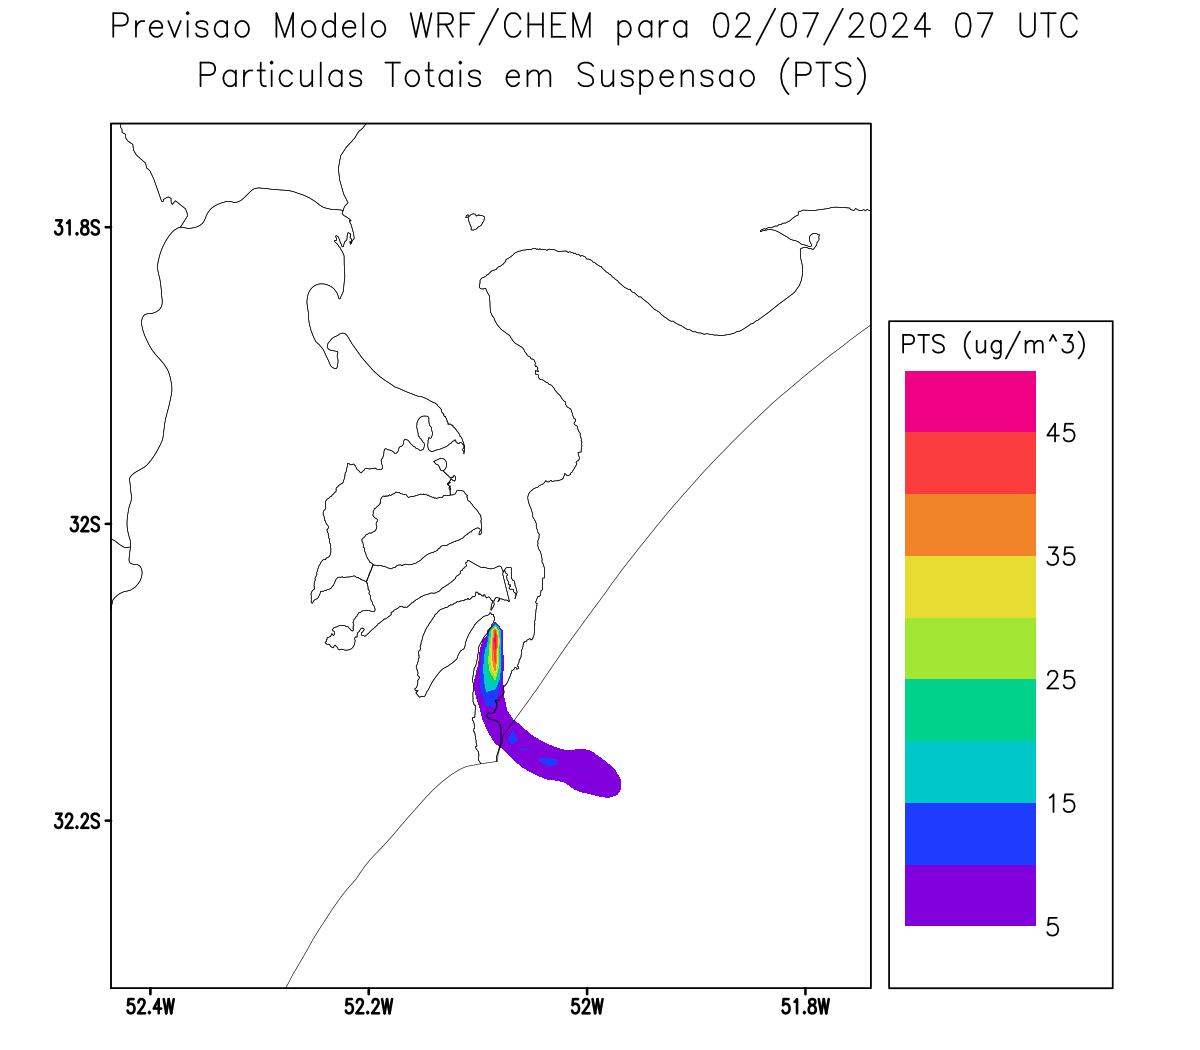 Previsao Modelo WRF/CHEM para 02/07/2024 07 UTC
Particulas Totais em Suspensao (PTS)
31.8S
32S
32.2S
52.4W
52.2W
52W
51.8W
PTS (ug/m^3)
45
35
25
15
5